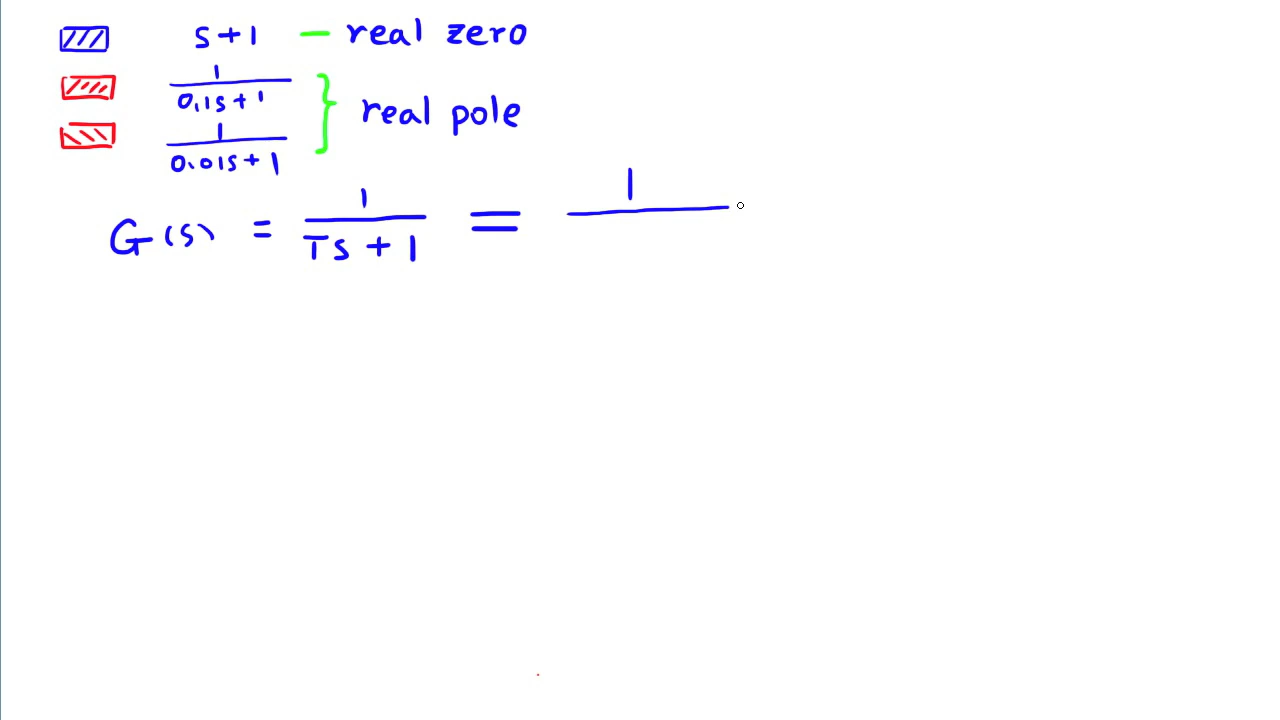 s + 1 — real zero
1
0.1s + 1
real pole
1
0.01s + 1
G(s) = 1 / Ts + 1 = 1